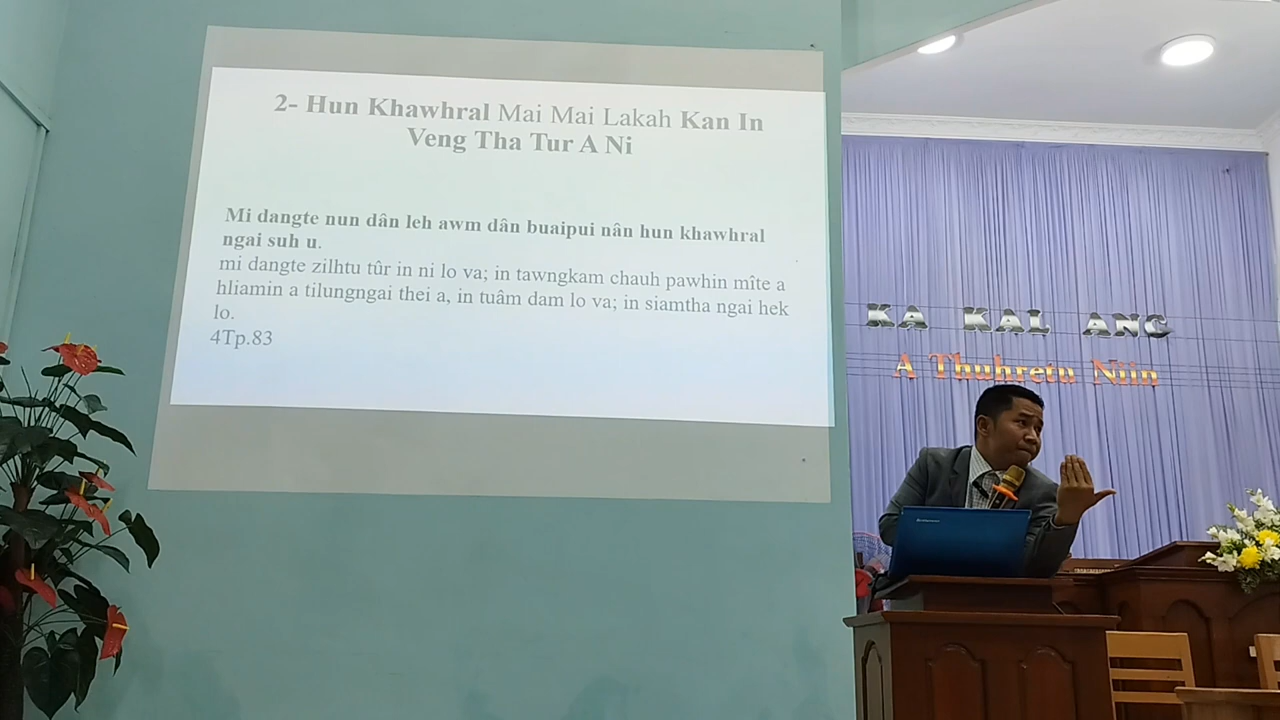 2- Hun Khawhral Mai Mai Lakah Kan In
Veng Tha Tur A Ni
Mi dangte nun dân leh awm dân buaipui nân hun khawhral
ngai suh u.
mi dangte zilhtu tûr in ni lo va; in tawngkam chauh pawhin mîte a
hliamin a tilungngai thei a, in tuâm dam lo va; in siamtha ngai hek
lo.
4Tp.83
KA KAL ANG
A Thuhretu Niin